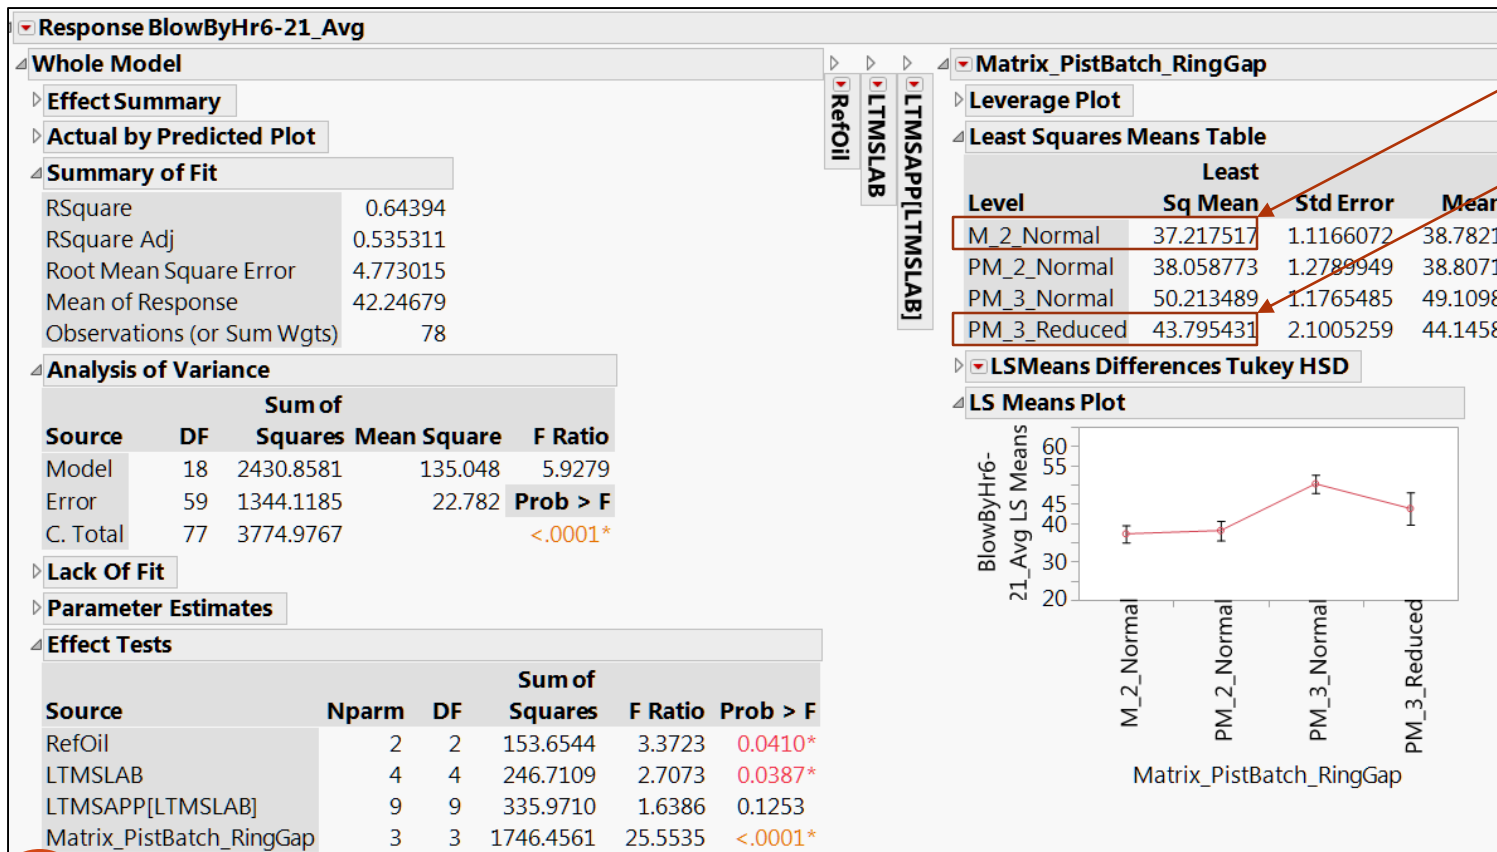 Response BlowByHr6-21_Avg
Whole Model
Effect Summary
Actual by Predicted Plot
Summary of Fit
RSquare 0.64394
RSquare Adj 0.535311
Root Mean Square Error 4.773015
Mean of Response 42.24679
Observations (or Sum Wgts) 78
Analysis of Variance
Sum of
Source DF Squares Mean Square F Ratio
Model 18 2430.8581 135.048 5.9279
Error 59 1344.1185 22.782 Prob > F
C. Total 77 3774.9767 <.0001*
Lack Of Fit
Parameter Estimates
Effect Tests
Sum of
Source Nparm DF Squares F Ratio Prob > F
RefOil 2 2 153.6544 3.3723 0.0410*
LTMSLAB 4 4 246.7109 2.7073 0.0387*
LTMSAPP[LTMSLAB] 9 9 335.9710 1.6386 0.1253
Matrix_PistBatch_RingGap 3 3 1746.4561 25.5535 <.0001*
RefOil
LTMSLAB
LTMSAPP[LTMSLAB]
Matrix_PistBatch_RingGap
Leverage Plot
Least Squares Means Table
Least
Level Sq Mean Std Error Mean
M_2_Normal 37.217517 1.1166072 38.7821
PM_2_Normal 38.058773 1.2789949 38.8071
PM_3_Normal 50.213489 1.1765485 49.1098
PM_3_Reduced 43.795431 2.1005259 44.1458
LSMeans Differences Tukey HSD
LS Means Plot
BlowByHr6-
21_Avg LS Means
60
55
45
40
30
20
M_2_Normal
PM_2_Normal
PM_3_Normal
PM_3_Reduced
Matrix_PistBatch_RingGap